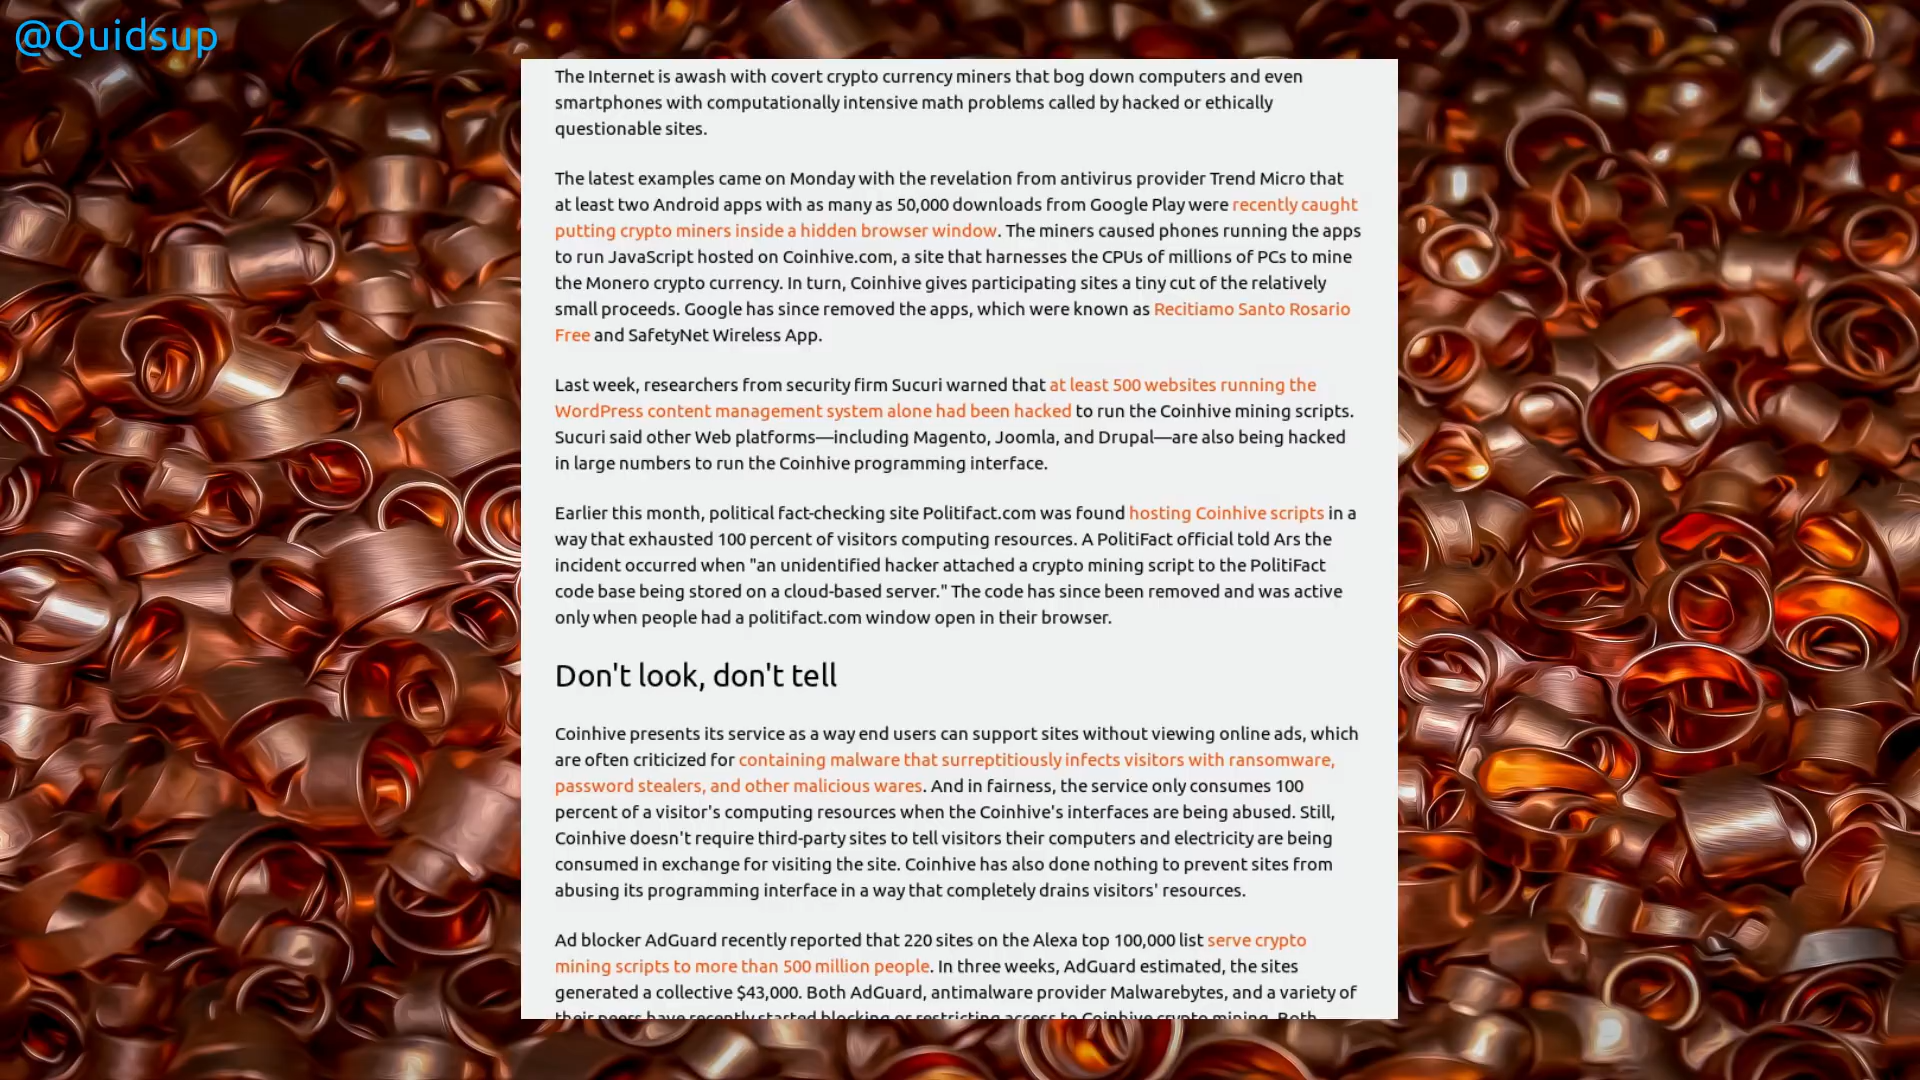 @Quidsup
The Internet is awash with covert crypto currency miners that bog down computers and even
smartphones with computationally intensive math problems called by hacked or ethically
questionable sites.
The latest examples came on Monday with the revelation from antivirus provider Trend Micro that
at least two Android apps with as many as 50,000 downloads from Google Play were recently caught
putting crypto miners inside a hidden browser window. The miners caused phones running the apps
to run JavaScript hosted on Coinhive.com, a site that harnesses the CPUs of millions of PCs to mine
the Monero crypto currency. In turn, Coinhive gives participating sites a tiny cut of the relatively
small proceeds. Google has since removed the apps, which were known as Recitiamo Santo Rosario
Free and SafetyNet Wireless App.
Last week, researchers from security firm Sucuri warned that at least 500 websites running the
WordPress content management system alone had been hacked to run the Coinhive mining scripts.
Sucuri said other Web platforms—including Magento, Joomla, and Drupal—are also being hacked
in large numbers to run the Coinhive programming interface.
Earlier this month, political fact-checking site Politifact.com was found hosting Coinhive scripts in a
way that exhausted 100 percent of visitors computing resources. A PolitiFact official told Ars the
incident occurred when "an unidentified hacker attached a crypto mining script to the PolitiFact
code base being stored on a cloud-based server." The code has since been removed and was active
only when people had a politifact.com window open in their browser.
Don't look, don't tell
Coinhive presents its service as a way end users can support sites without viewing online ads, which
are often criticized for containing malware that surreptitiously infects visitors with ransomware,
password stealers, and other malicious wares. And in fairness, the service only consumes 100
percent of a visitor's computing resources when the Coinhive's interfaces are being abused. Still,
Coinhive doesn't require third-party sites to tell visitors their computers and electricity are being
consumed in exchange for visiting the site. Coinhive has also done nothing to prevent sites from
abusing its programming interface in a way that completely drains visitors' resources.
Ad blocker AdGuard recently reported that 220 sites on the Alexa top 100,000 list serve crypto
mining scripts to more than 500 million people. In three weeks, AdGuard estimated, the sites
generated a collective $43,000. Both AdGuard, antimalware provider Malwarebytes, and a variety of
their peers have recently started blocking or restricting access to Coinhive crypto mining. Both